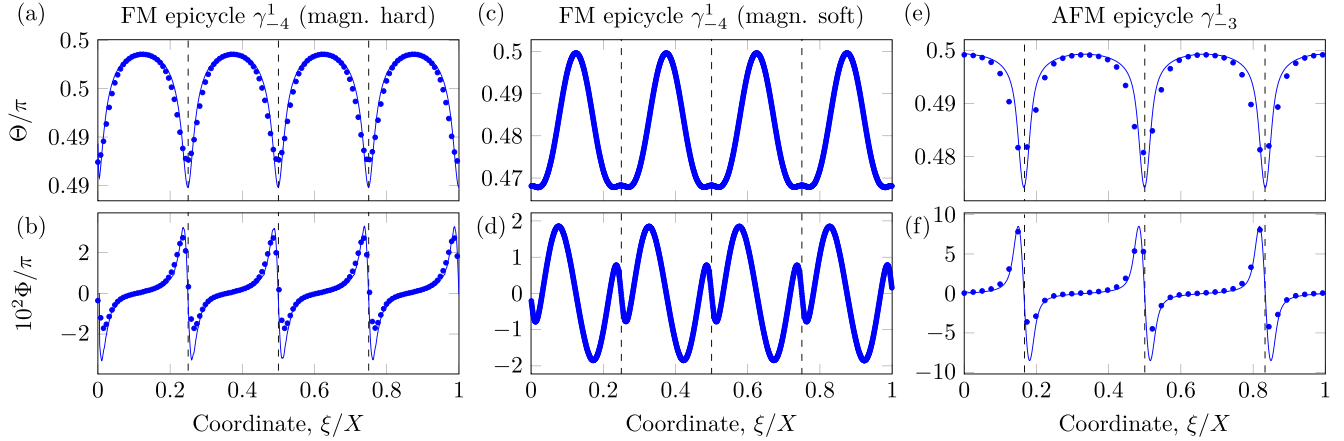 (a) FM epicycle γ¹₋₄ (magn. hard)
(c) FM epicycle γ¹₋₄ (magn. soft)
(e) AFM epicycle γ¹₋₃
Θ/π
0.5
0.5
0.49
0.49
0.5
0.49
0.48
0.47
0.5
0.49
0.48
(b)
(d)
(f)
10²Φ/π
2
0
−2
2
1
0
−1
−2
10
5
0
−5
−10
0 0.2 0.4 0.6 0.8 1
0 0.2 0.4 0.6 0.8 1
0 0.2 0.4 0.6 0.8 1
Coordinate, ξ/X
Coordinate, ξ/X
Coordinate, ξ/X